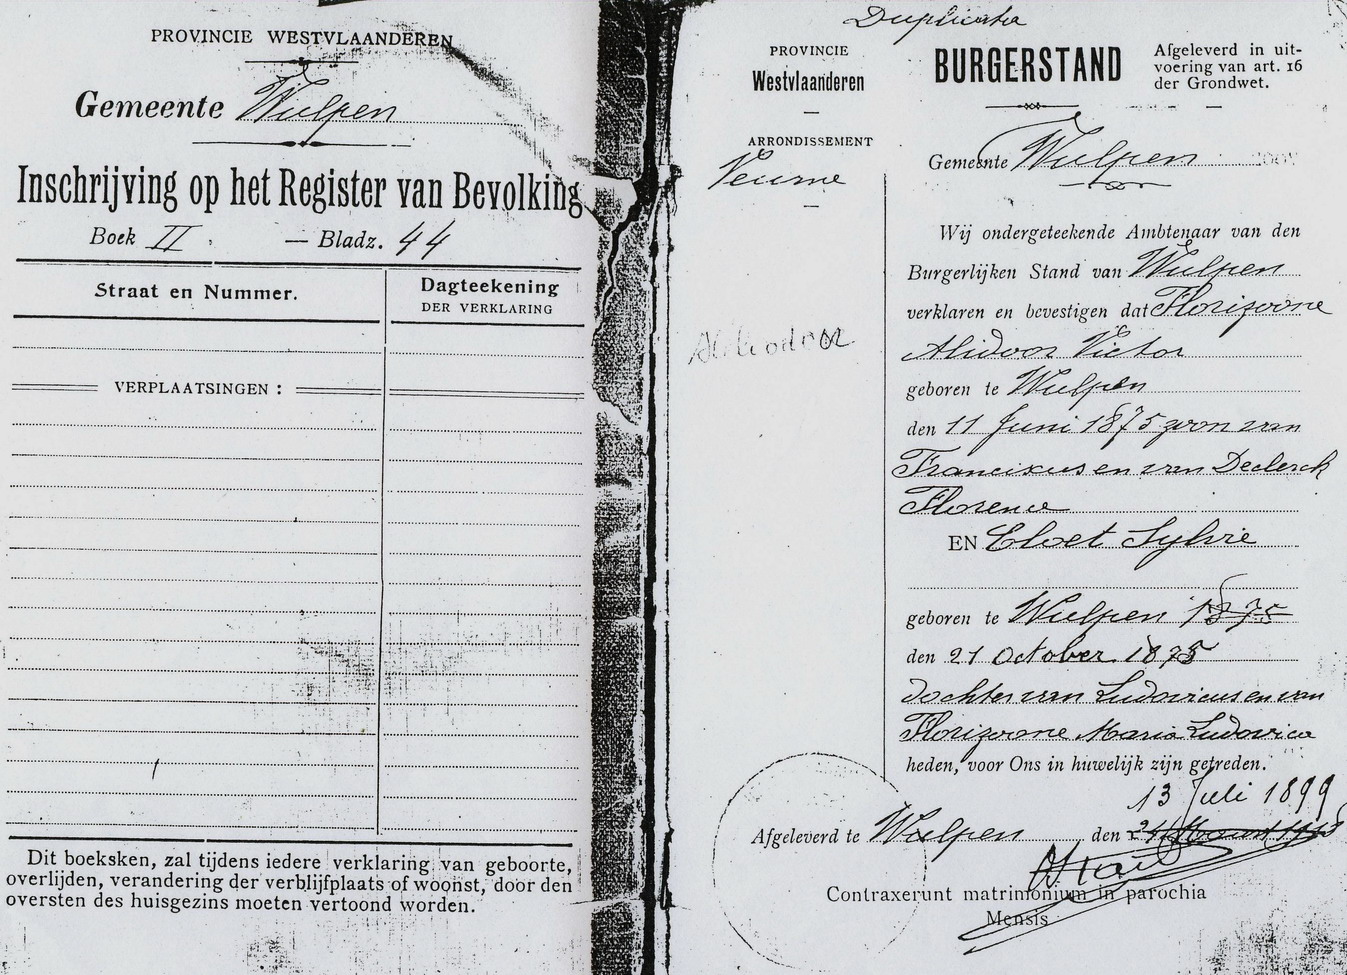 PROVINCIE WESTVLAANDEREN
Gemeente Wulpen
Inschrijving op het Register van Bevolking
Boek II. — Bladz. 44
Straat en Nummer.
Dagteekening
DER VERKLARING
VERPLAATSINGEN :
Dit boeksken, zal tijdens iedere verklaring van geboorte,
overlijden, verandering der verblijfplaats of woonst, door den
oversten des huisgezins moeten vertoond worden.
Duplicata
PROVINCIE
Westvlaanderen
ARRONDISSEMENT
Veurne
BURGERSTAND
Afgeleverd in uit-
voering van art. 16
der Grondwet.
Gemeente Wulpen
Wij ondergeteekende Ambtenaar van den
Burgerlijken Stand van Wulpen
verklaren en bevestigen dat Florizoone
Alidoor Victor
geboren te Wulpen
den 11 Juni 1875 zoon van
Franciscus en van Declerck
Florence
EN Cloet Sylvie
geboren te Wulpen 1875
den 21 October 1875
dochter van Ludovicus en van
Florizoone Maria Ludovica
heden, voor Ons in huwelijk zijn getreden.
13 Juli 1899
Afgeleverd te Wulpen den
Contraxerunt matrimonium in parochia
Mensis